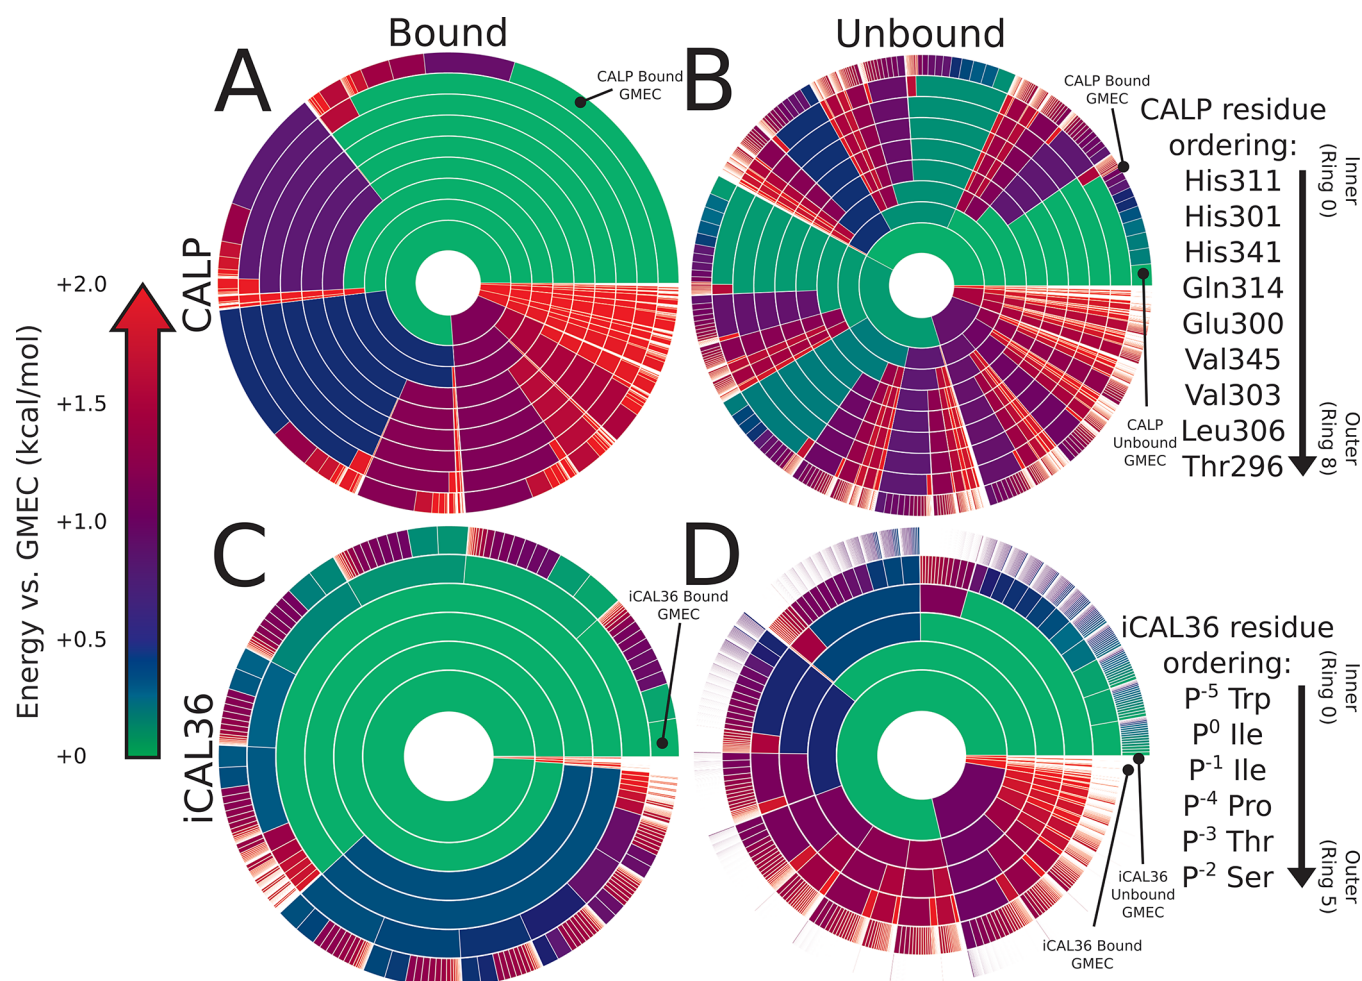 Bound
Unbound
A
B
CALP Bound
GMEC
CALP Bound
GMEC
CALP residue
ordering:
His311
His301
His341
Gln314
Glu300
Val345
Val303
Leu306
Thr296
Inner
(Ring 0)
Outer
(Ring 8)
CALP
Unbound
GMEC
CALP
Energy vs. GMEC (kcal/mol)
+2.0
+1.5
+1.0
+0.5
+0
C
D
iCAL36 Bound
GMEC
iCAL36
iCAL36 residue
ordering:
P-5 Trp
P0 Ile
P-1 Ile
P-4 Pro
P-3 Thr
P-2 Ser
Inner
(Ring 0)
Outer
(Ring 5)
iCAL36
Unbound
GMEC
iCAL36 Bound
GMEC